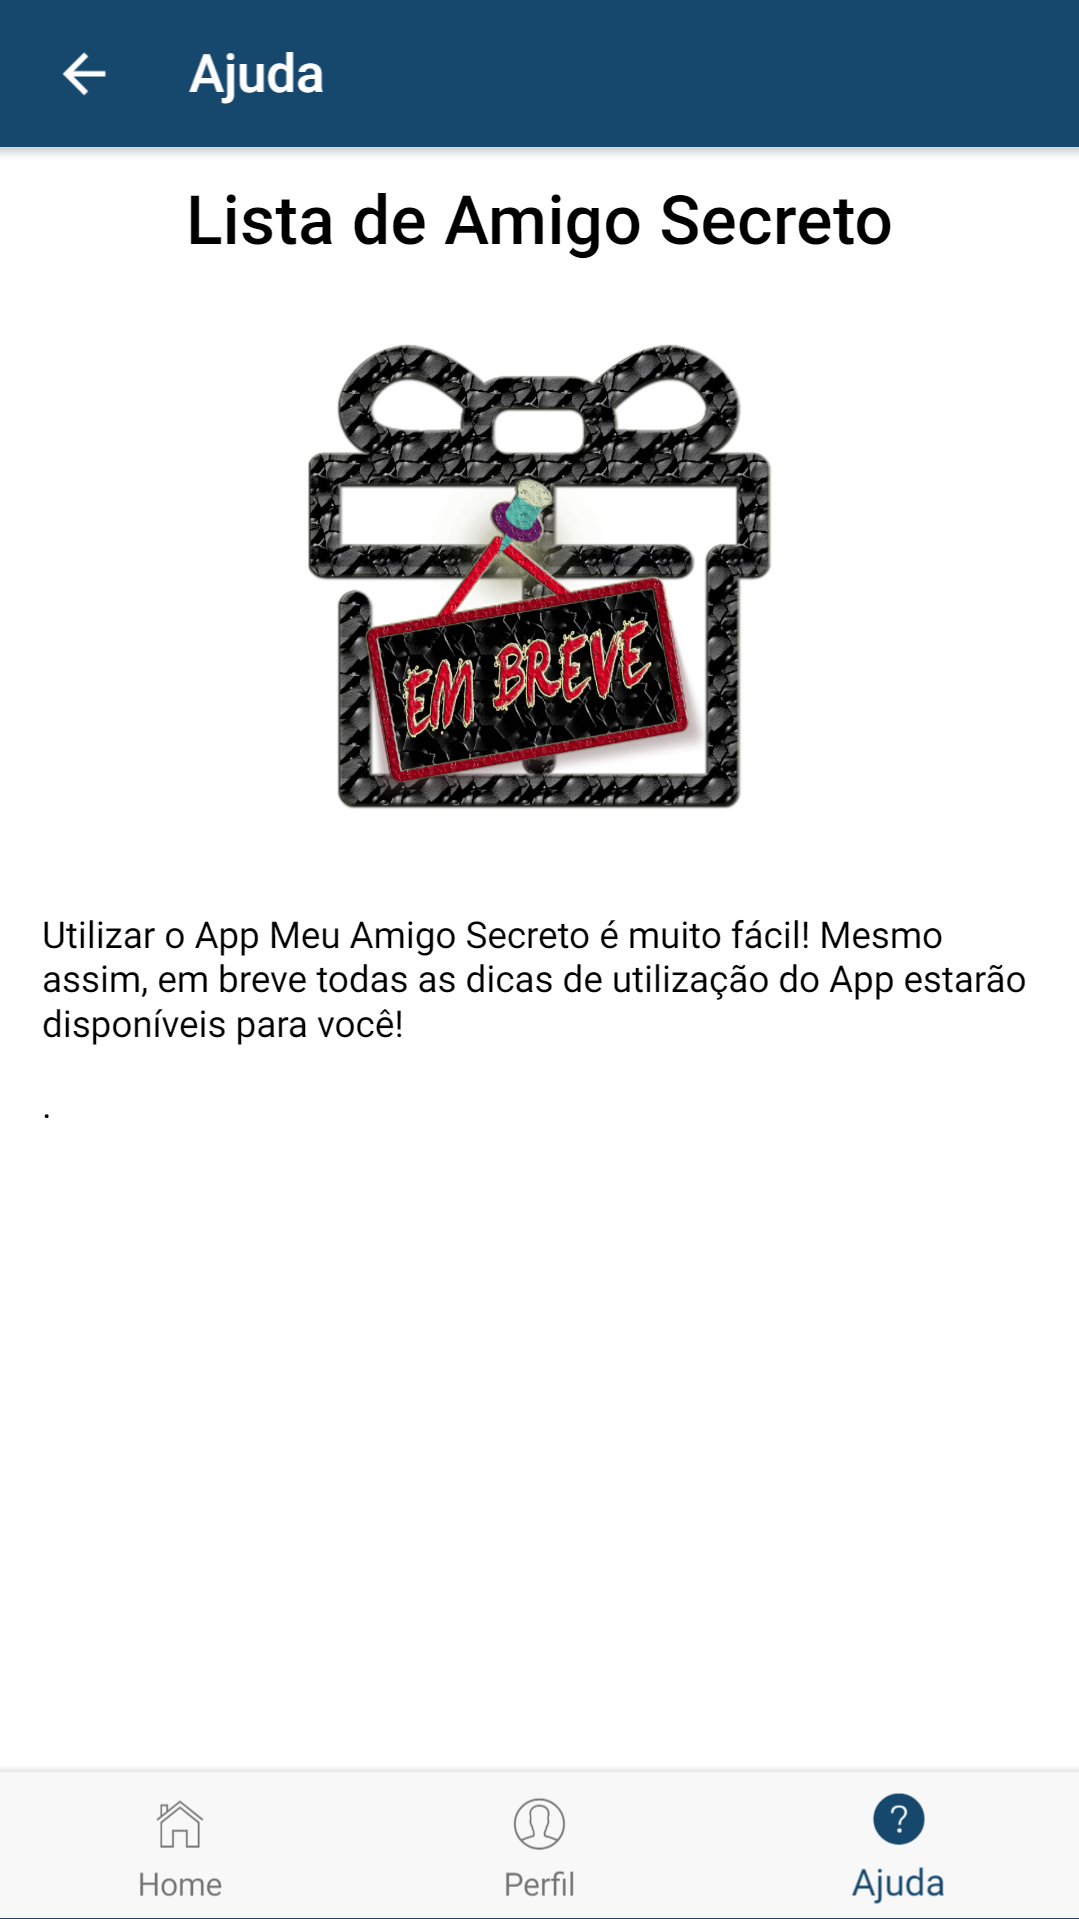 Ajuda
Lista de Amigo Secreto
EM BREVE
Utilizar o App Meu Amigo Secreto é muito fácil! Mesmo
assim, em breve todas as dicas de utilização do App estarão
disponíveis para você!
.
?
Home
Perfil
Ajuda